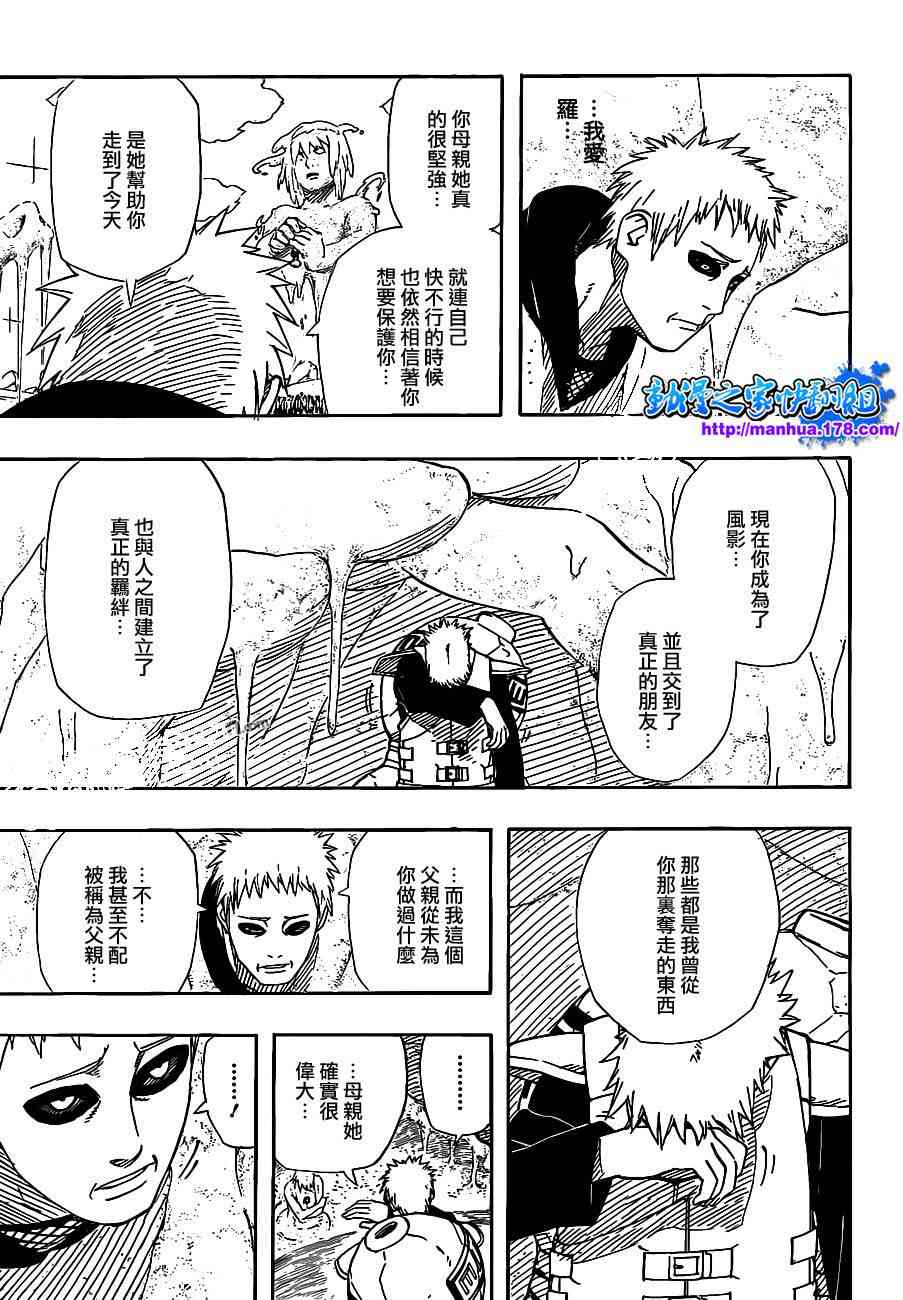 …我愛
羅…
你母親她真
的很堅強…
就連自己
快不行的時候
也依然相信著你
想要保護你…
是她幫助你
走到了今天
動漫之家快翻組
http://manhua.178.com/
現在你成為了
風影…
並且交到了
真正的朋友…
也與人之間建立了
真正的羈絆…
那些都是我曾從
你那裏奪走的東西
…而我這個
父親從未為
你做過什麼
…不…
我甚至不配
被稱為父親…
………
…母親她
確實很
偉大…
……!